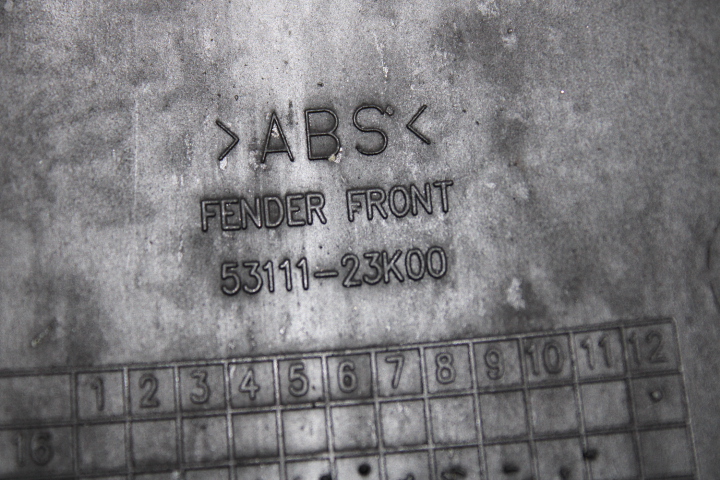 >ABS<
FENDER FRONT
53111-23K00
1 2 3 4 5 6 7 8 9 10 11 12
16